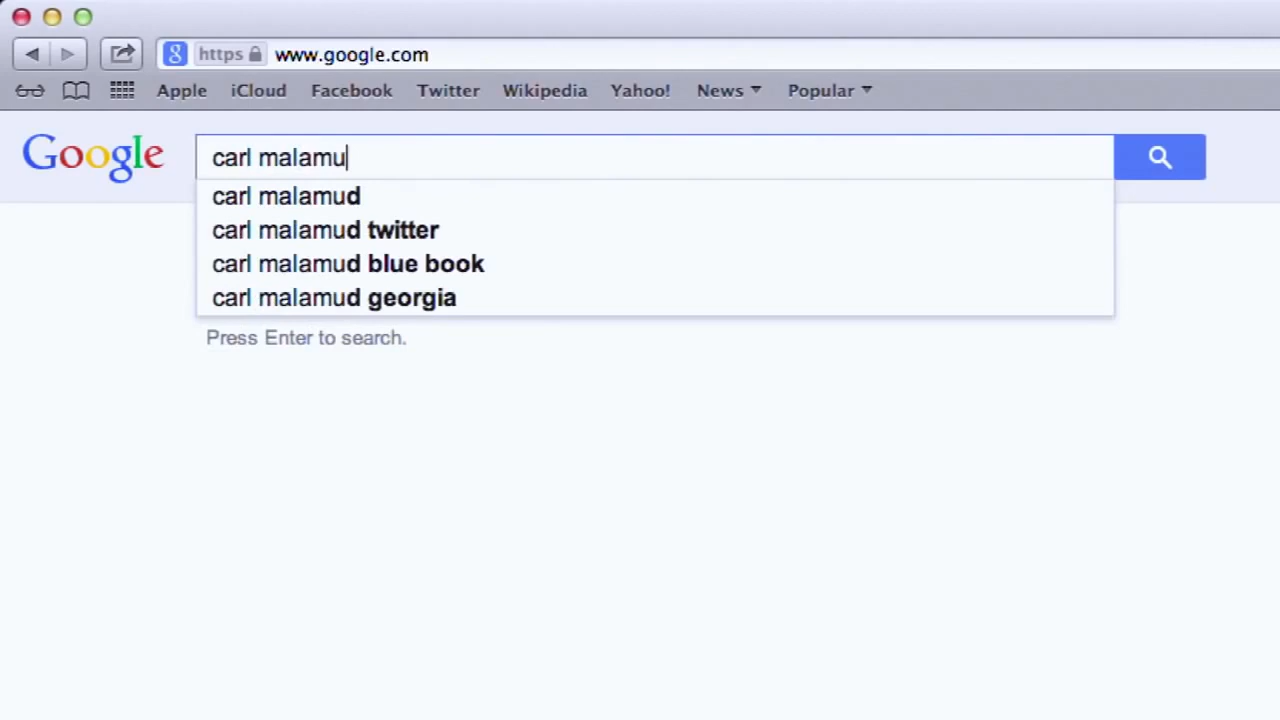 https www.google.com
Apple iCloud Facebook Twitter Wikipedia Yahoo! News Popular
Google carl malamu
carl malamud
carl malamud twitter
carl malamud blue book
carl malamud georgia
Press Enter to search.